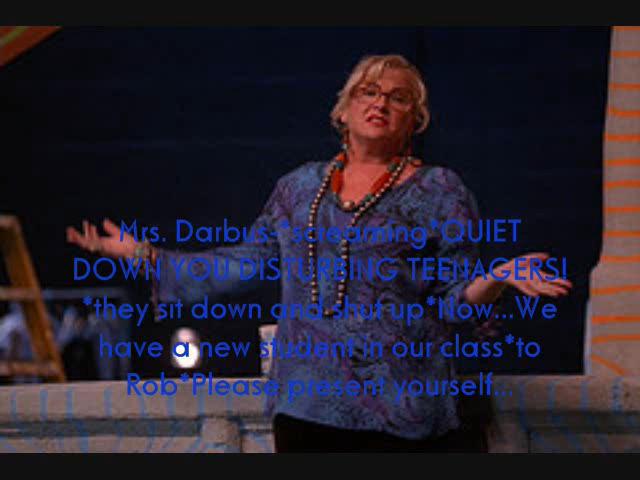 Mrs. Darbus-*screaming*QUIET
DOWN YOU DISTURBING TEENAGERS!
*they sit down and shut up*Now...We
have a new student in our class*to
Rob*Please present yourself...